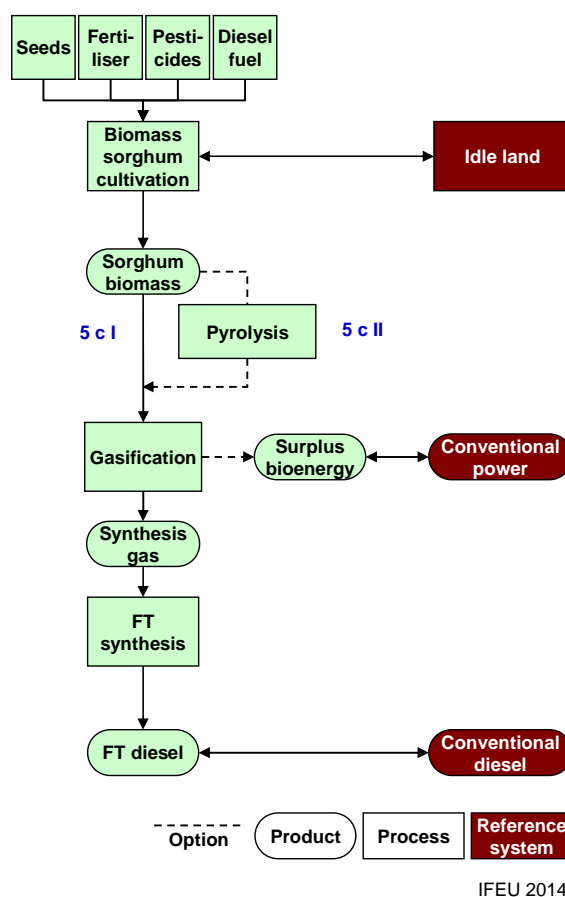 Seeds
Ferti-
liser
Pesti-
cides
Diesel
fuel
Biomass
sorghum
cultivation
Idle land
Sorghum
biomass
5 c I
Pyrolysis
5 c II
Gasification
Surplus
bioenergy
Conventional
power
Synthesis
gas
FT
synthesis
FT diesel
Conventional
diesel
Option
Product
Process
Reference
system
IFEU 2014